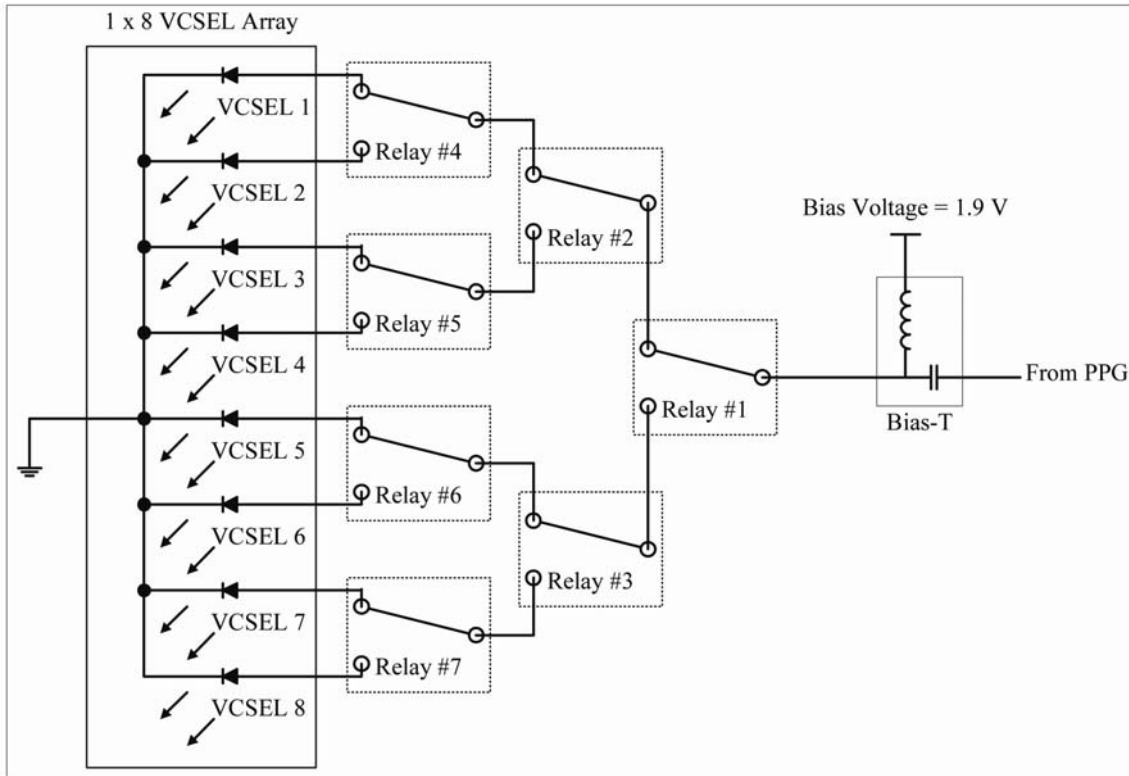 1 x 8 VCSEL Array
VCSEL 1
Relay #4
VCSEL 2
Relay #2
Bias Voltage = 1.9 V
VCSEL 3
Relay #5
VCSEL 4
From PPG
Relay #1
Bias-T
VCSEL 5
Relay #6
VCSEL 6
Relay #3
VCSEL 7
Relay #7
VCSEL 8